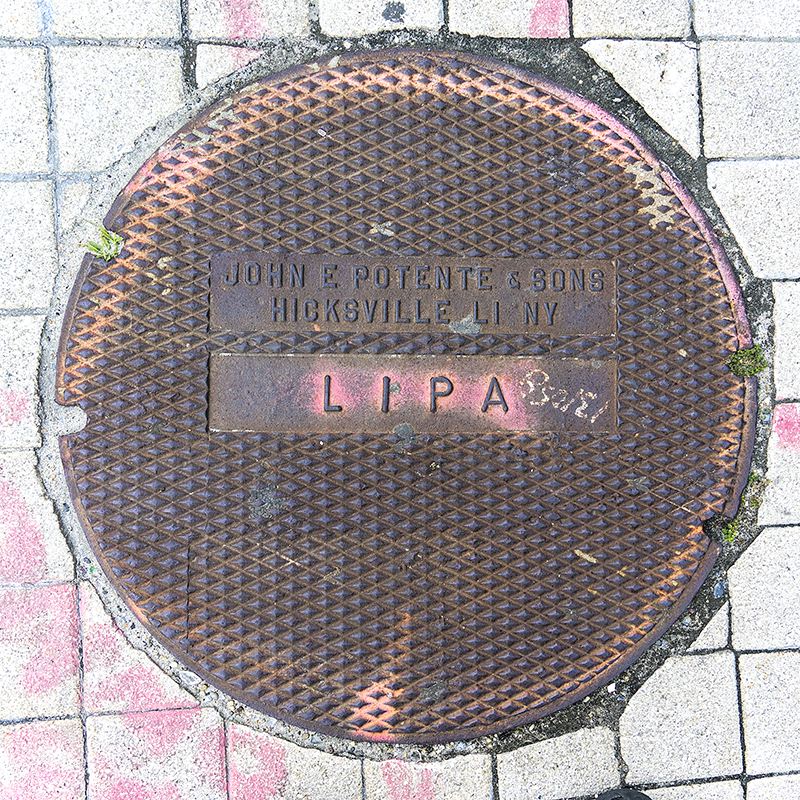 JOHN E POTENTE & SONS
HICKSVILLE LI NY
LIPA